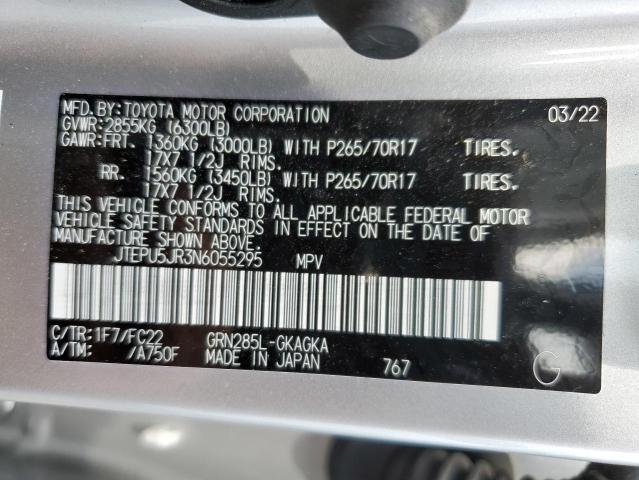 MFD.BY:TOYOTA MOTOR CORPORATION 03/22
GVWR:2855KG (6300LB)
GAWR:FRT. 1360KG (3000LB) WITH P265/70R17 TIRES.
17X7 1/2J RIMS.
RR. 1560KG (3450LB) WITH P265/70R17 TIRES.
17X7 1/2J RIMS.
THIS VEHICLE CONFORMS TO ALL APPLICABLE FEDERAL MOTOR
VEHICLE SAFETY STANDARDS IN EFFECT ON THE DATE OF
MANUFACTURE SHOWN ABOVE.
JTEPU5JR3N6055295 MPV
C/TR:1F7/FC22 GRN285L-GKAGKA
A/TM: /A750F MADE IN JAPAN 767 G